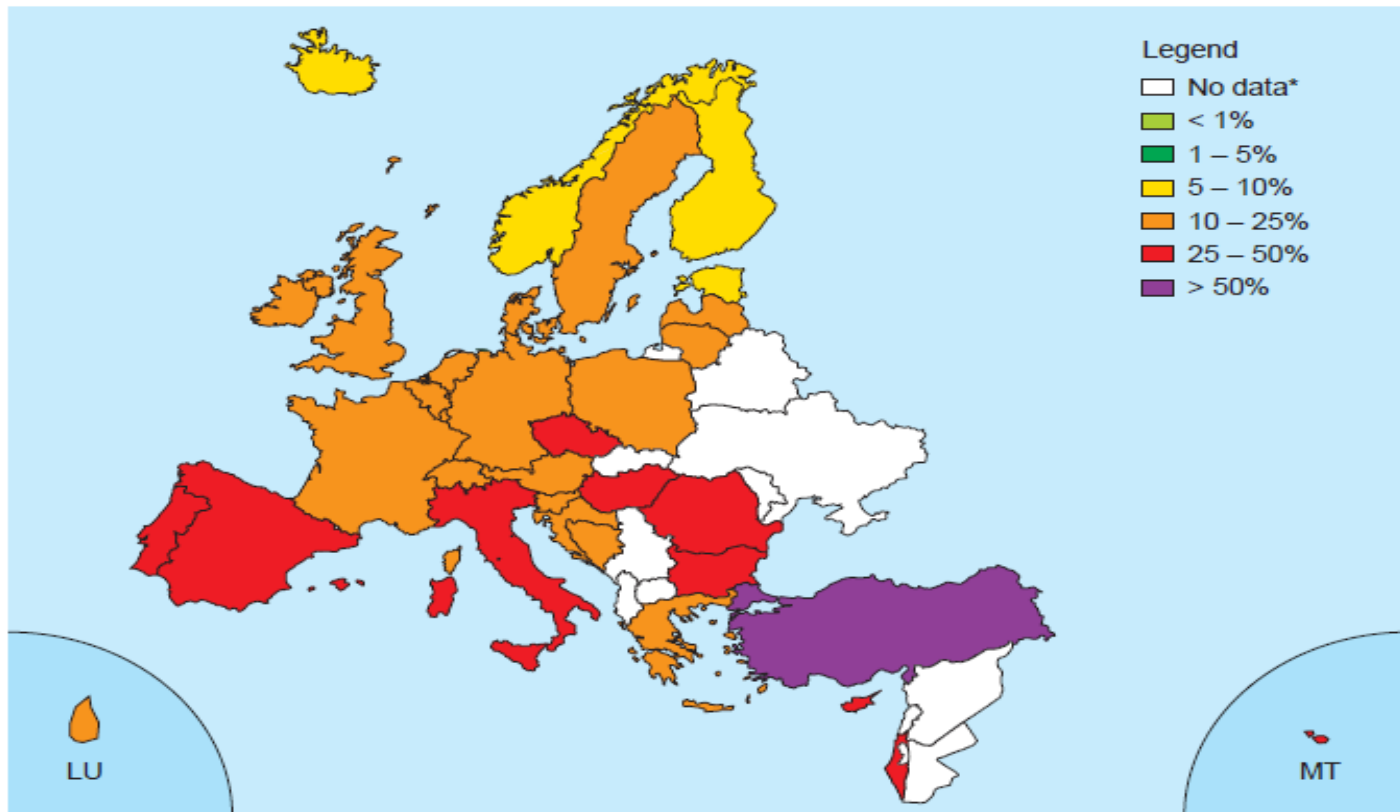 Legend
No data*
< 1%
1 – 5%
5 – 10%
10 – 25%
25 – 50%
> 50%
LU
MT